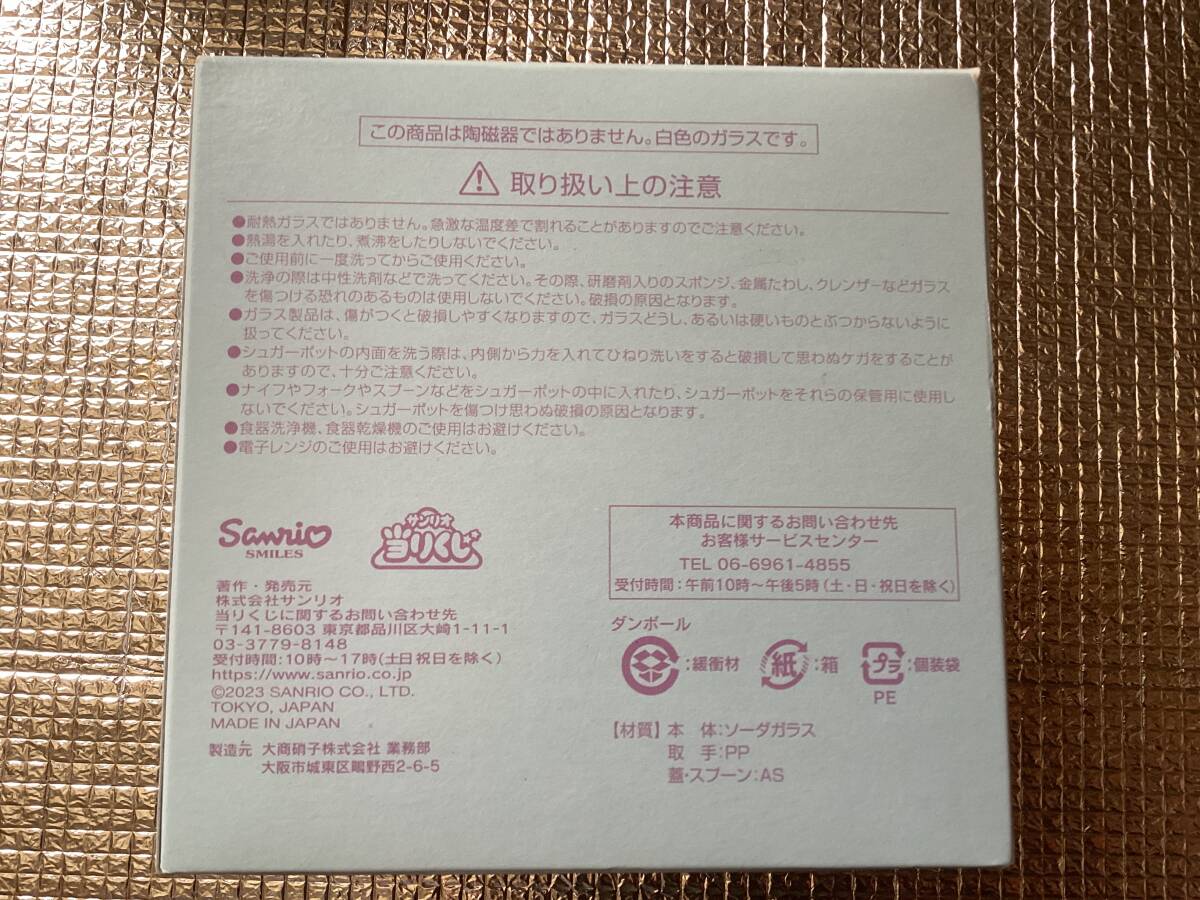 この商品は陶磁器ではありません。白色のガラスです。
取り扱い上の注意
●耐熱ガラスではありません。急激な温度差で割れることがありますのでご注意ください。
●熱湯を入れたり、煮沸をしたりしないでください。
●ご使用前に一度洗ってからご使用ください。
●洗浄の際は中性洗剤などで洗ってください。その際、研磨剤入りのスポンジ、金属たわし、クレンザーなどガラス
を傷つける恐れのあるものは使用しないでください。破損の原因となります。
●ガラス製品は、傷がつくと破損しやすくなりますので、ガラスどうし、あるいは硬いものとぶつからないように
扱ってください。
●シュガーポットの内面を洗う際は、内側から力を入れてひねり洗いをすると破損して思わぬケガをすることが
ありますので、十分ご注意ください。
●ナイフやフォークやスプーンなどをシュガーポットの中に入れたり、シュガーポットをそれらの保管用に使用し
ないでください。シュガーポットを傷つけ思わぬ破損の原因となります。
●食器洗浄機、食器乾燥機のご使用はお避けください。
●電子レンジのご使用はお避けください。
Sanrio
SMILES
サンリオ
当りくじ
著作・発売元
株式会社サンリオ
当りくじに関するお問い合わせ先
〒141-8603 東京都品川区大崎1-11-1
03-3779-8148
受付時間:10時〜17時(土日祝日を除く)
https://www.sanrio.co.jp
©2023 SANRIO CO., LTD.
TOKYO, JAPAN
MADE IN JAPAN
製造元 大商硝子株式会社 業務部
大阪市城東区鴫野西2-6-5
本商品に関するお問い合わせ先
お客様サービスセンター
TEL 06-6961-4855
受付時間:午前10時〜午後5時(土・日・祝日を除く)
ダンボール
:緩衝材 紙:箱 プラ:個装袋
PE
【材質】本 体:ソーダガラス
取 手:PP
蓋・スプーン:AS